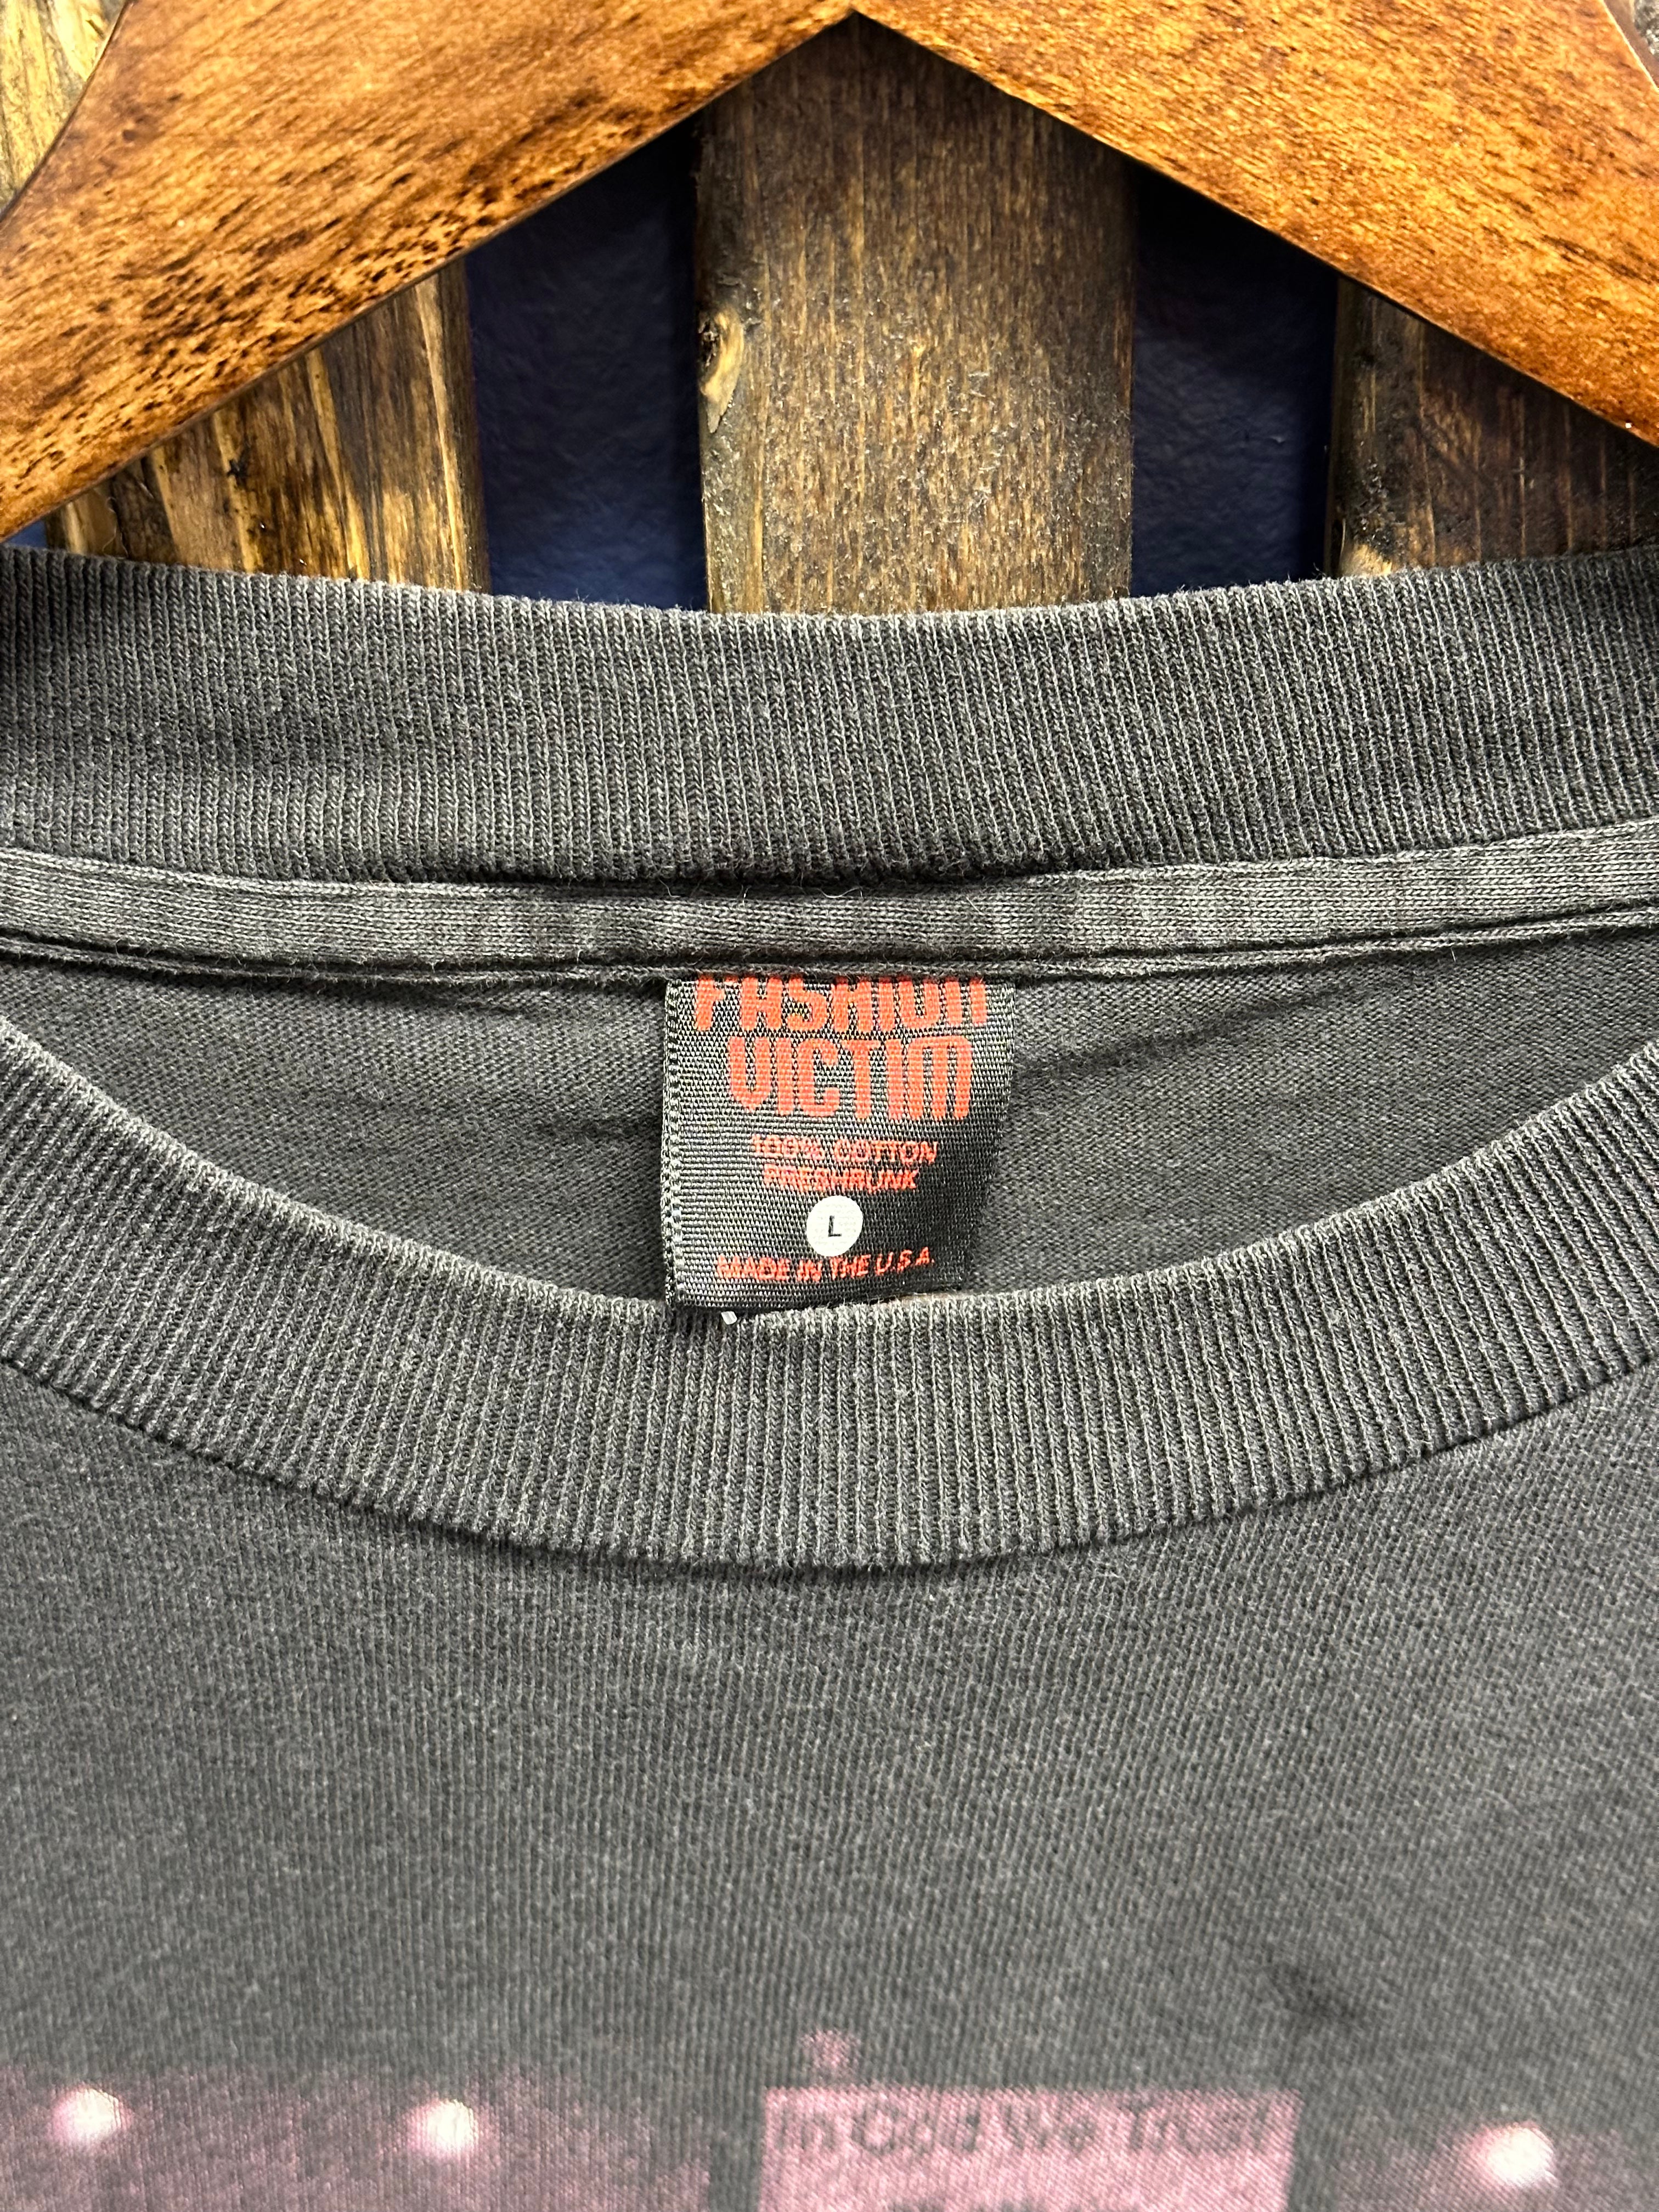 FASHION
VICTIM
100% COTTON
PRESHRUNK
L
MADE IN THE U.S.A.
In God We Trust